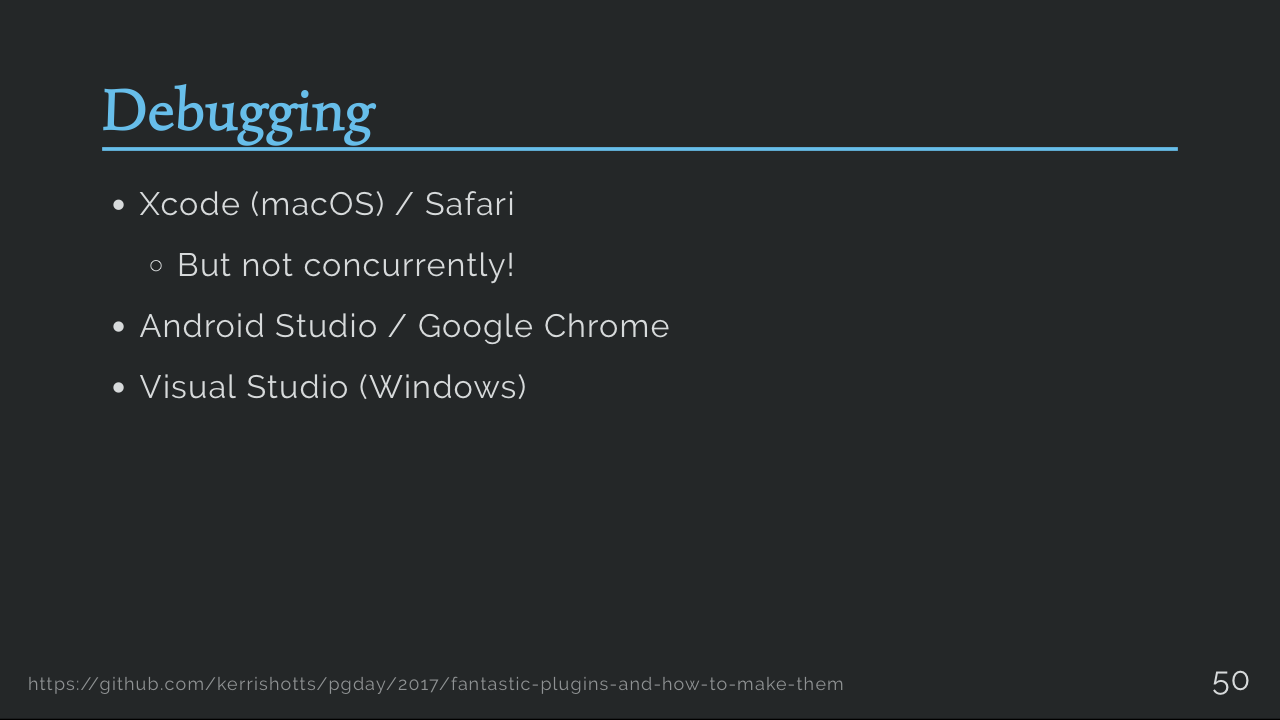 Debugging
• Xcode (macOS) / Safari
◦ But not concurrently!
• Android Studio / Google Chrome
• Visual Studio (Windows)
https://github.com/kerrishotts/pgday/2017/fantastic-plugins-and-how-to-make-them
50